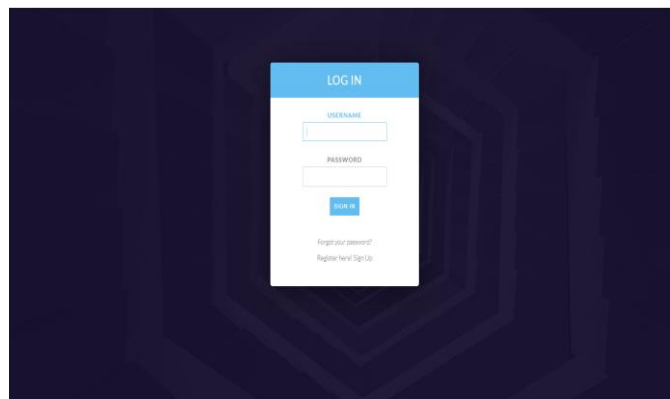 LOG IN
USERNAME
PASSWORD
SIGN IN
Forgot your password?
Register here! Sign Up